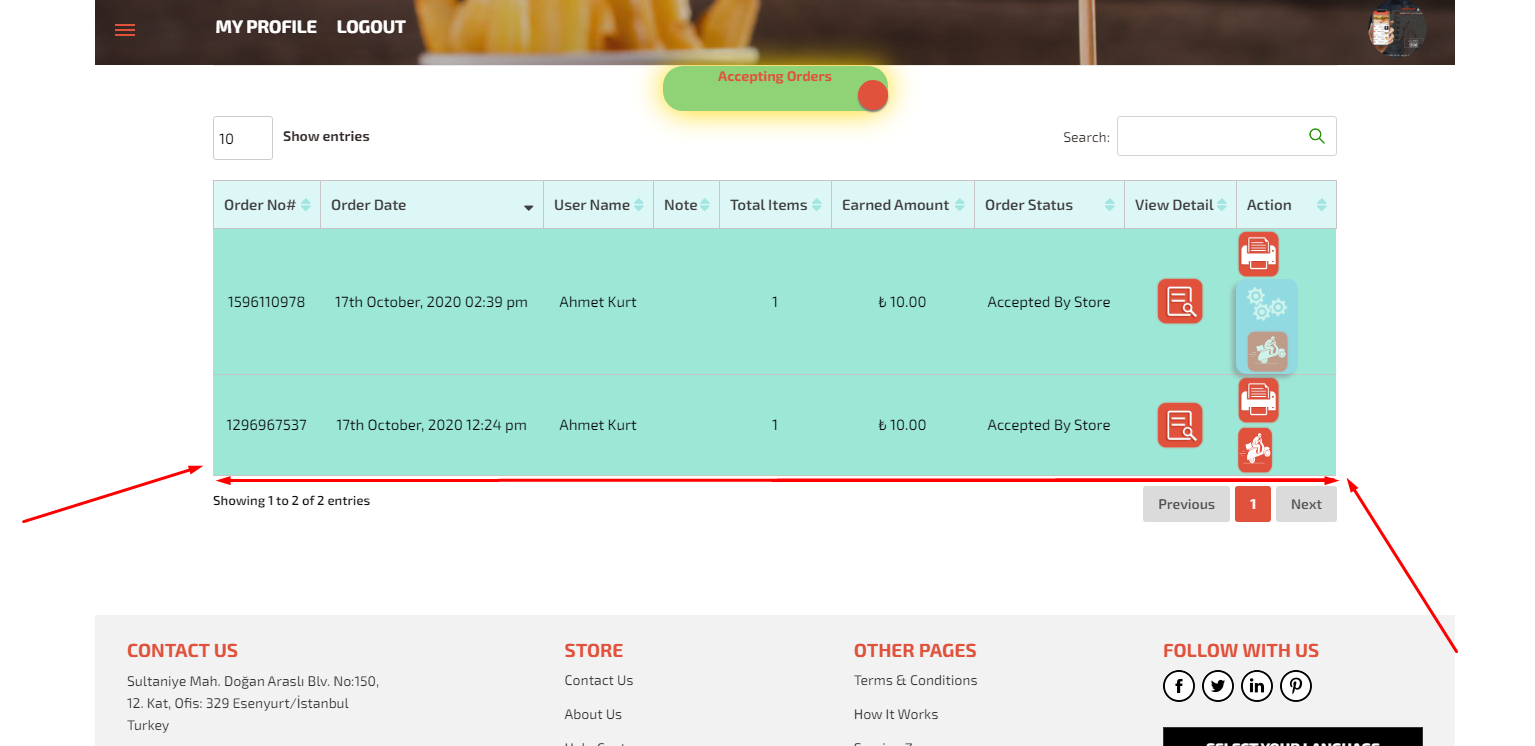 MY PROFILE LOGOUT
Accepting Orders
10 Show entries Search:
Order No# Order Date User Name Note Total Items Earned Amount Order Status View Detail Action
1596110978 17th October, 2020 02:39 pm Ahmet Kurt 1 ₺ 10.00 Accepted By Store
1296967537 17th October, 2020 12:24 pm Ahmet Kurt 1 ₺ 10.00 Accepted By Store
Showing 1 to 2 of 2 entries Previous 1 Next
CONTACT US
Sultaniye Mah. Doğan Araslı Blv. No:150,
12. Kat, Ofis: 329 Esenyurt/İstanbul
Turkey
STORE
Contact Us
About Us
OTHER PAGES
Terms & Conditions
How It Works
FOLLOW WITH US
SELECT YOUR LANGUAGE